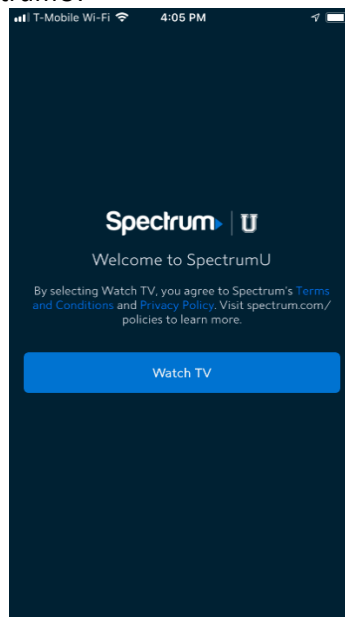 T-Mobile Wi-Fi 4:05 PM
Spectrum U
Welcome to SpectrumU
By selecting Watch TV, you agree to Spectrum's Terms
and Conditions and Privacy Policy. Visit spectrum.com/
policies to learn more.
Watch TV